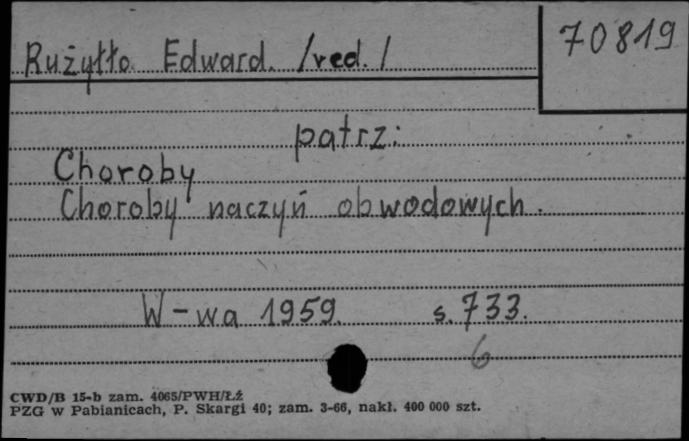 70819
Rużyłło Edward. /red./
patrz:
Choroby
Choroby naczyń obwodowych.
W-wa 1959. s. 733.
6
CWD/B 15-b zam. 4065/PWH/Łź
PZG w Pabianicach, P. Skargi 40; zam. 3-66, nakł. 400 000 szt.